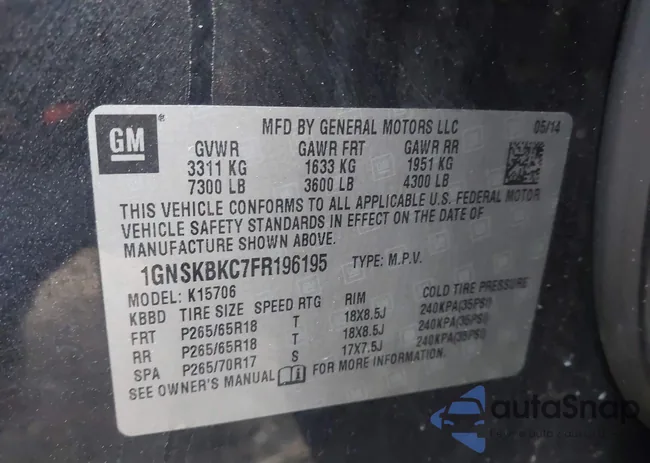 GM
MFD BY GENERAL MOTORS LLC 05/14
GVWR GAWR FRT GAWR RR
3311 KG 1633 KG 1951 KG
7300 LB 3600 LB 4300 LB
THIS VEHICLE CONFORMS TO ALL APPLICABLE U.S. FEDERAL MOTOR
VEHICLE SAFETY STANDARDS IN EFFECT ON THE DATE OF
MANUFACTURE SHOWN ABOVE.
1GNSKBKC7FR196195 TYPE: M.P.V.
MODEL: K15706
KBBD TIRE SIZE SPEED RTG RIM COLD TIRE PRESSURE
FRT P265/65R18 T 18X8.5J 240KPA(35PSI)
RR P265/65R18 T 18X8.5J 240KPA(35PSI)
SPA P265/70R17 S 17X7.5J 240KPA(35PSI)
SEE OWNER'S MANUAL FOR MORE INFORMATION.
autoSnap